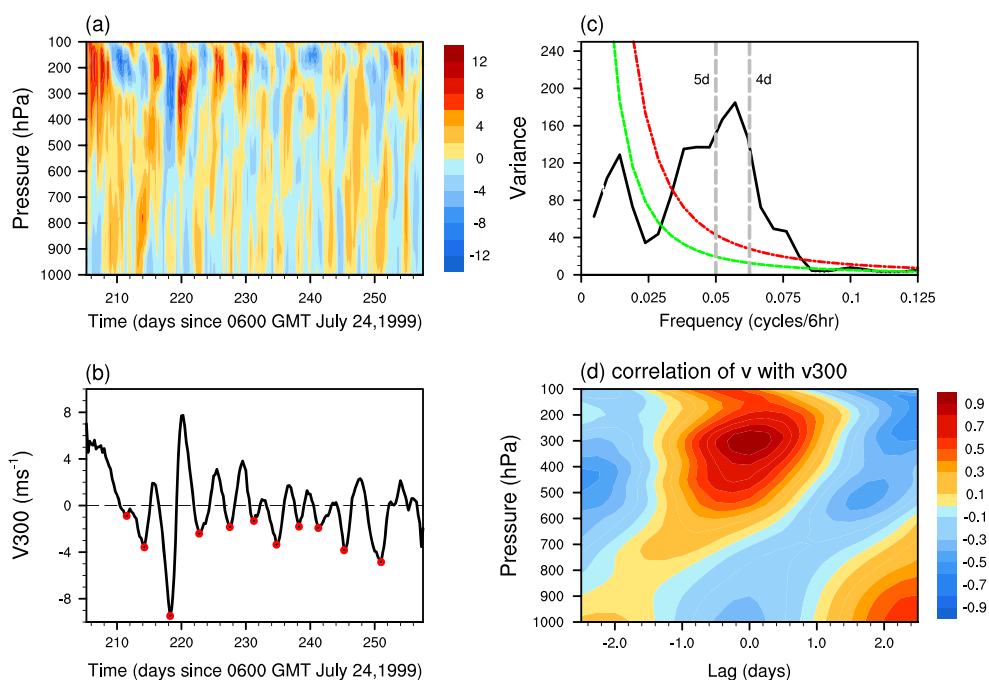 (a)
100
200
300
400
500
600
700
800
900
1000
Pressure (hPa)
210 220 230 240 250
Time (days since 0600 GMT July 24,1999)
12
8
4
0
-4
-8
-12
(c)
240
200
160
120
80
40
0
Variance
5d 4d
0 0.025 0.05 0.075 0.1 0.125
Frequency (cycles/6hr)
(b)
8
4
0
-4
-8
V300 (ms⁻¹)
210 220 230 240 250
Time (days since 0600 GMT July 24,1999)
(d) correlation of v with v300
100
200
300
400
500
600
700
800
900
1000
Pressure (hPa)
-2.0 -1.0 0.0 1.0 2.0
Lag (days)
0.9
0.7
0.5
0.3
0.1
-0.1
-0.3
-0.5
-0.7
-0.9